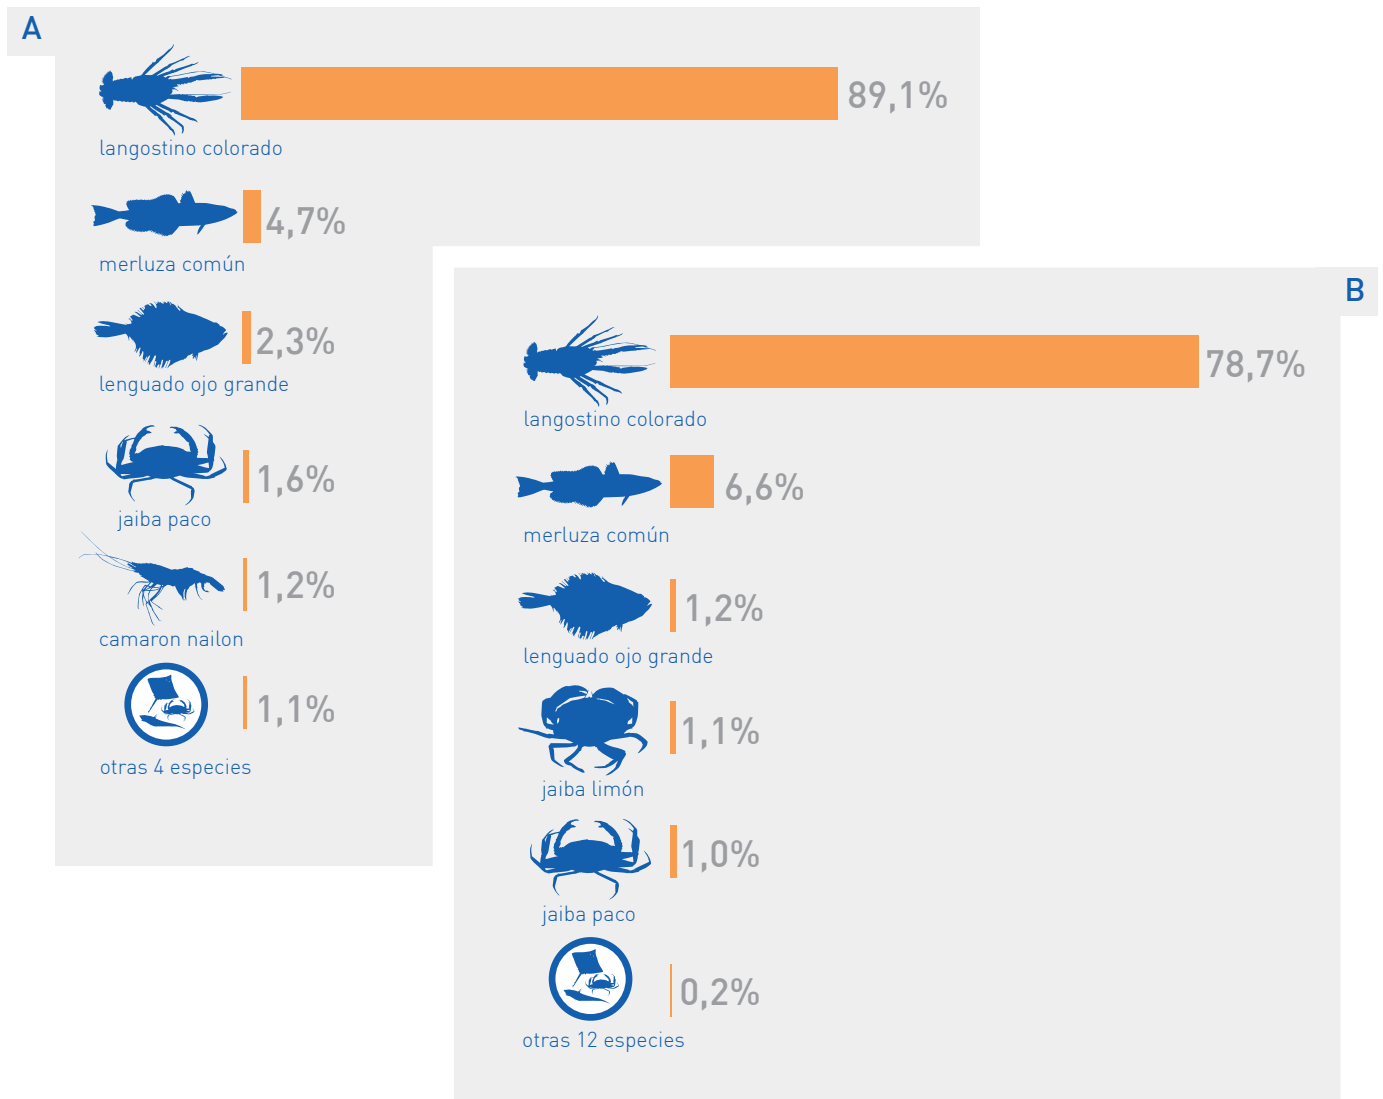 A
89,1%
langostino colorado
4,7%
merluza común
2,3%
lenguado ojo grande
1,6%
jaiba paco
1,2%
camaron nailon
1,1%
otras 4 especies
B
78,7%
langostino colorado
6,6%
merluza común
1,2%
lenguado ojo grande
1,1%
jaiba limón
1,0%
jaiba paco
0,2%
otras 12 especies